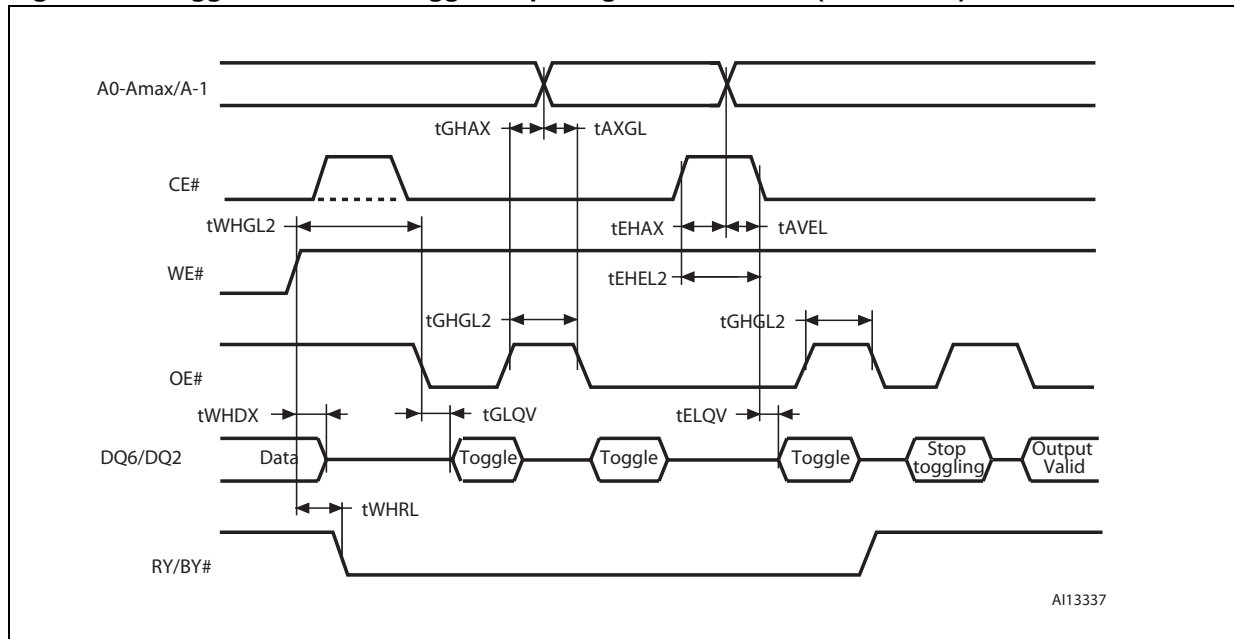 A0-Amax/A-1
tGHAX
tAXGL
CE#
tWHGL2
tEHAX
tAVEL
WE#
tEHEL2
tGHGL2
tGHGL2
OE#
tWHDX
tGLQV
tELQV
DQ6/DQ2
Data
Toggle
Toggle
Toggle
Stop
toggling
Output
Valid
tWHRL
RY/BY#
AI13337